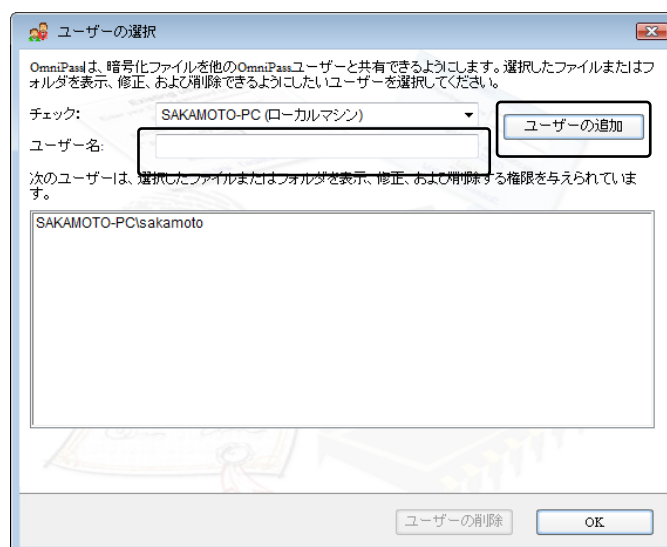 ユーザーの選択
OmniPassは、暗号化ファイルを他のOmniPassユーザーと共有できるようにします。選択したファイルまたはフ
ォルダを表示、修正、および削除できるようにしたいユーザーを選択してください。
チェック:
SAKAMOTO-PC (ローカルマシン)
ユーザーの追加
ユーザー名:
次のユーザーは、選択したファイルまたはフォルダを表示、修正、および削除する権限を与えられていま
す。
SAKAMOTO-PC\sakamoto
ユーザーの削除
OK